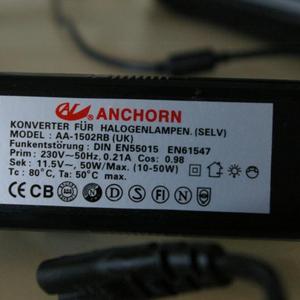 ANCHORN
KONVERTER FÜR HALOGENLAMPEN.(SELV)
MODEL: AA-1502RB (UK)
Funkentstörung: DIN EN55015 EN61547
Prim: 230V~50Hz, 0.21A Cos: 0.98
Sec: 11.5V~, 50W/Max. (10-50W)
Tc: 80°C, Ta: 50°C max.
CE CB